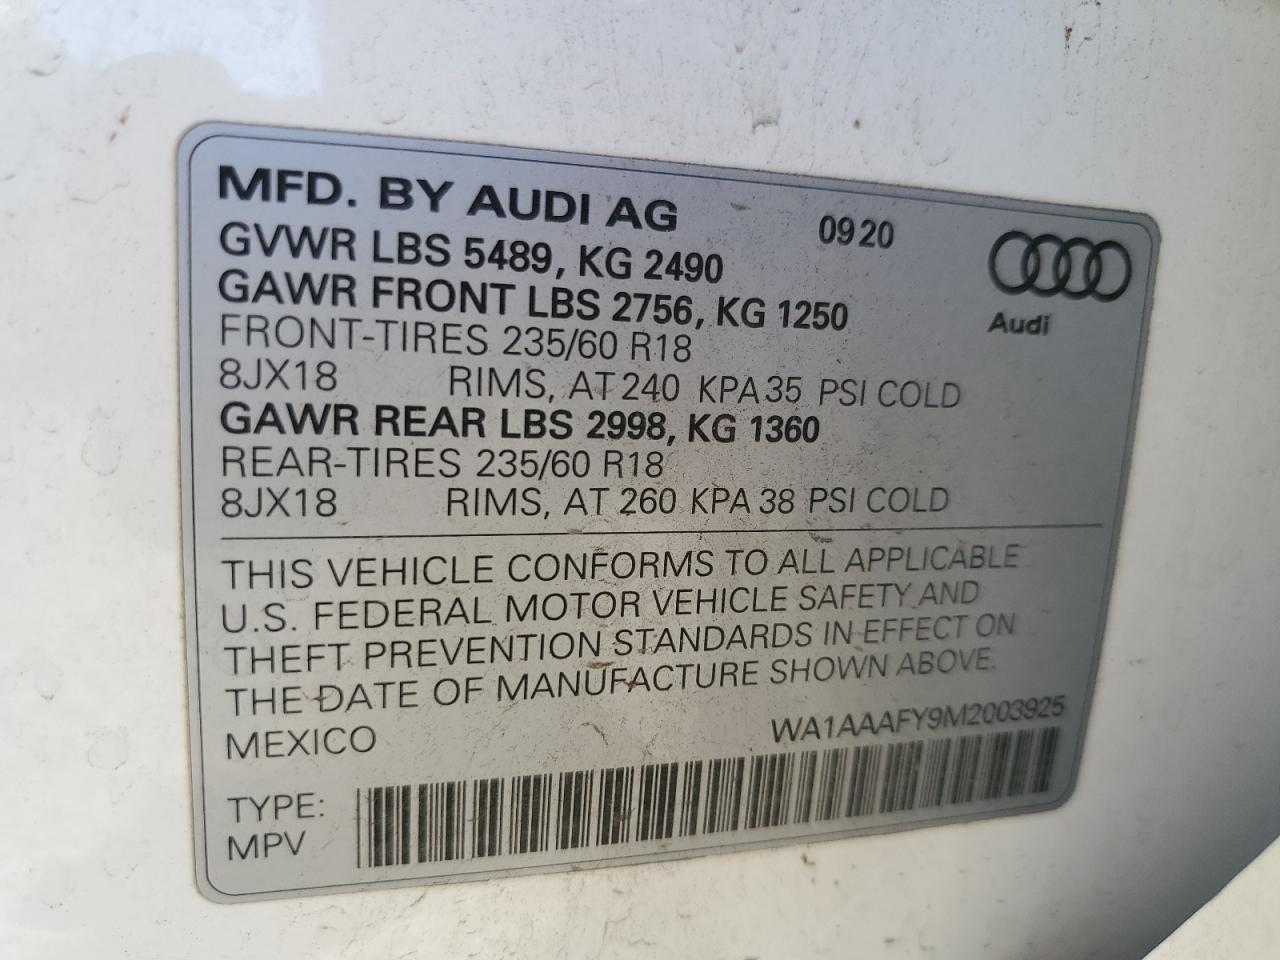 MFD. BY AUDI AG 0920
GVWR LBS 5489, KG 2490
GAWR FRONT LBS 2756, KG 1250
Audi
FRONT-TIRES 235/60 R18
8JX18 RIMS, AT 240 KPA 35 PSI COLD
GAWR REAR LBS 2998, KG 1360
REAR-TIRES 235/60 R18
8JX18 RIMS, AT 260 KPA 38 PSI COLD
THIS VEHICLE CONFORMS TO ALL APPLICABLE
U.S. FEDERAL MOTOR VEHICLE SAFETY AND
THEFT PREVENTION STANDARDS IN EFFECT ON
THE DATE OF MANUFACTURE SHOWN ABOVE.
MEXICO WA1AAAFY9M2003925
TYPE:
MPV